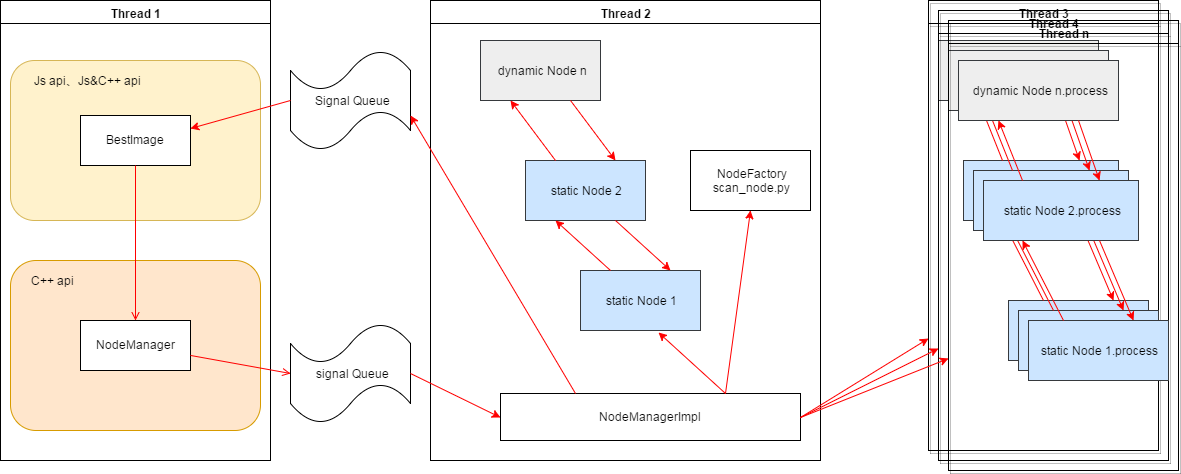 Thread 1
Js api、Js&C++ api
BestImage
C++ api
NodeManager
Signal Queue
signal Queue
Thread 2
dynamic Node n
static Node 2
NodeFactory
scan_node.py
static Node 1
NodeManagerImpl
Thread 3
Thread 4
Thread n
dynamic Node n.process
static Node 2.process
static Node 1.process